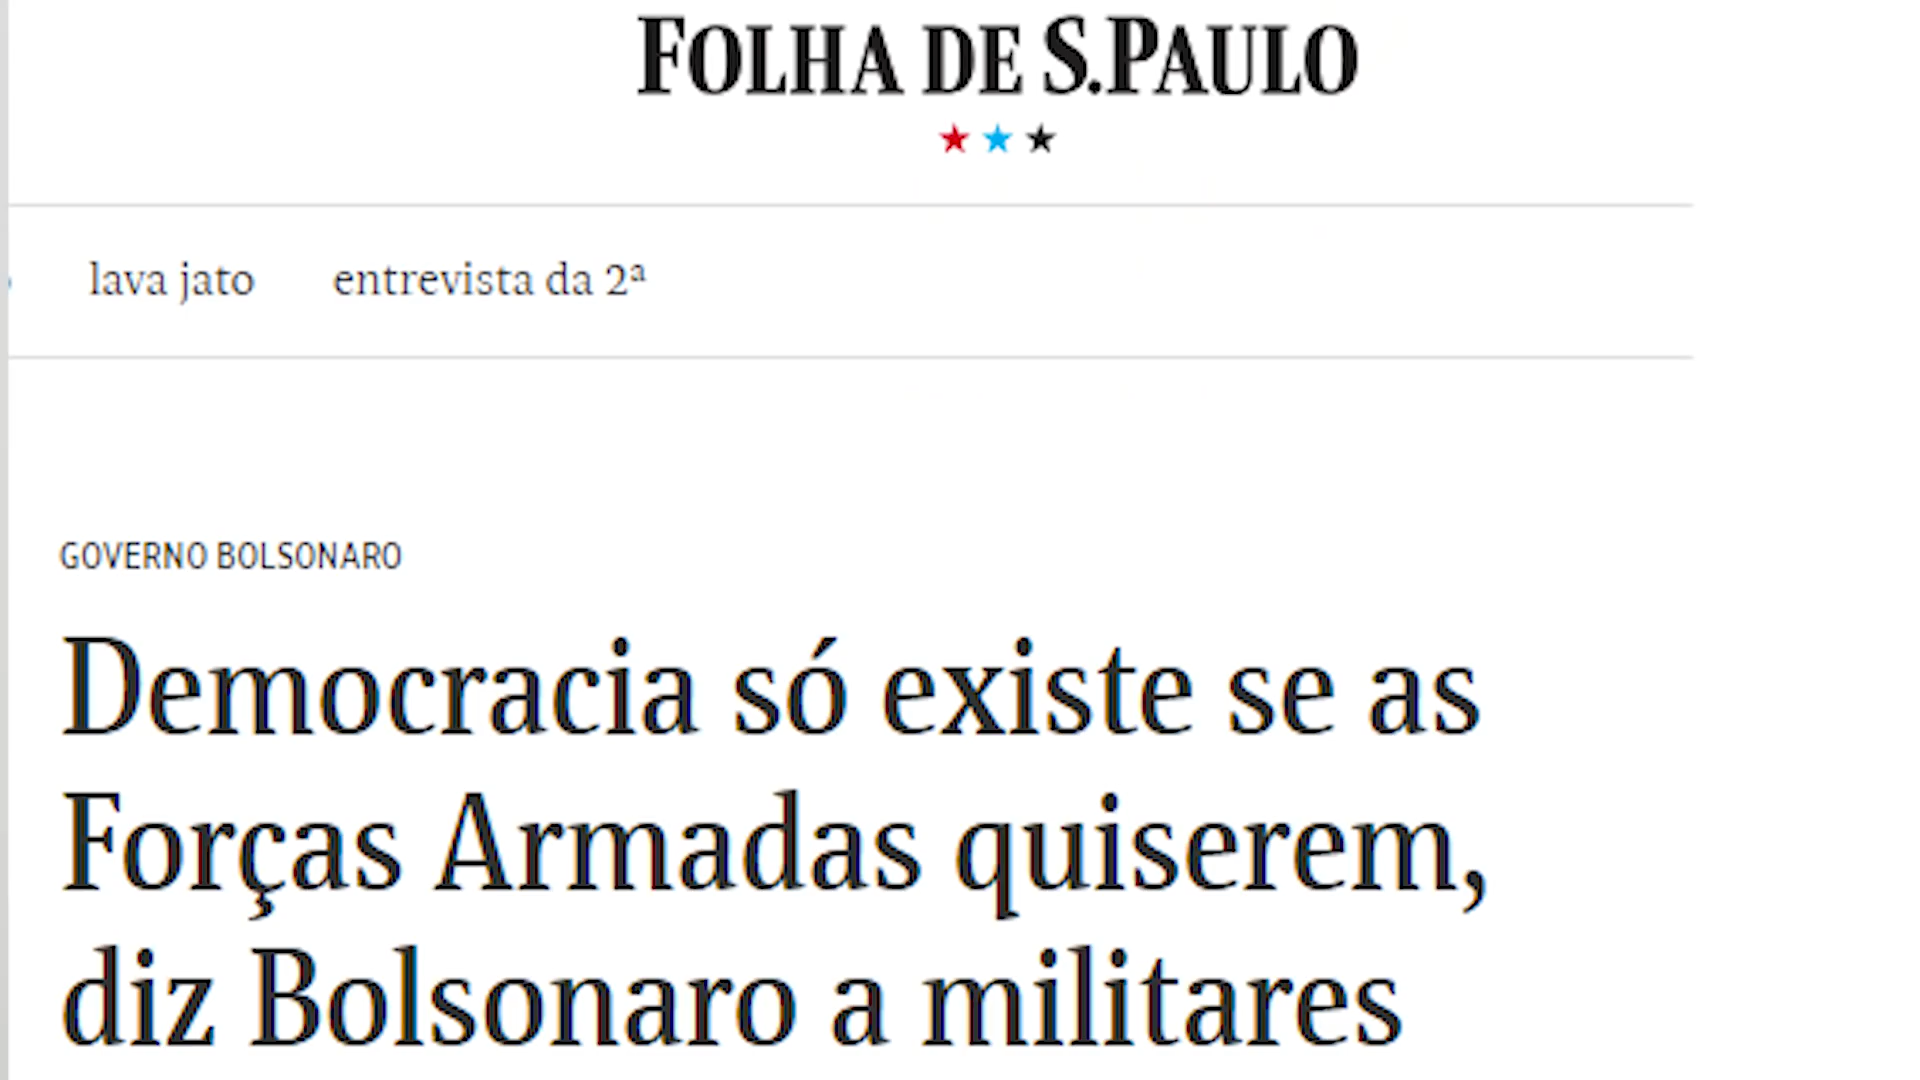 FOLHA DE S.PAULO
lava jato entrevista da 2ª
GOVERNO BOLSONARO
Democracia só existe se as
Forças Armadas quiserem,
diz Bolsonaro a militares